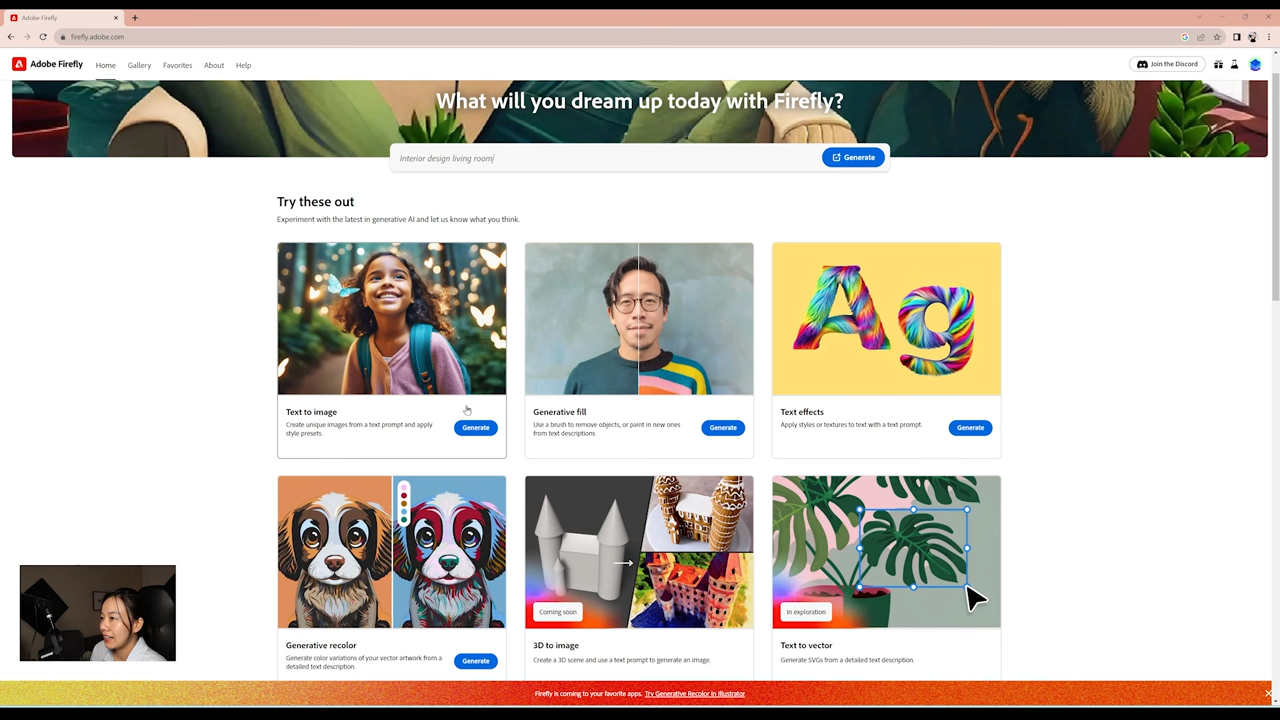 Adobe Firefly
firefly.adobe.com
Adobe Firefly
Home
Gallery
Favorites
About
Help
Join the Discord
What will you dream up today with Firefly?
Interior design living room
Generate
Try these out
Experiment with the latest in generative AI and let us know what you think.
Ag
Text to image
Create unique images from a text prompt and apply
style presets.
Generate
Generative fill
Use a brush to remove objects, or paint in new ones
from text descriptions
Generate
Text effects
Apply styles or textures to text with a text prompt.
Generate
Generative recolor
Generate color variations of your vector artwork from a
detailed text description.
Generate
Coming soon
3D to image
Create a 3D scene and use a text prompt to generate an image.
In exploration
Text to vector
Generate SVGs from a detailed text description.
Firefly is coming to your favorite apps. Try Generative Recolor in Illustrator